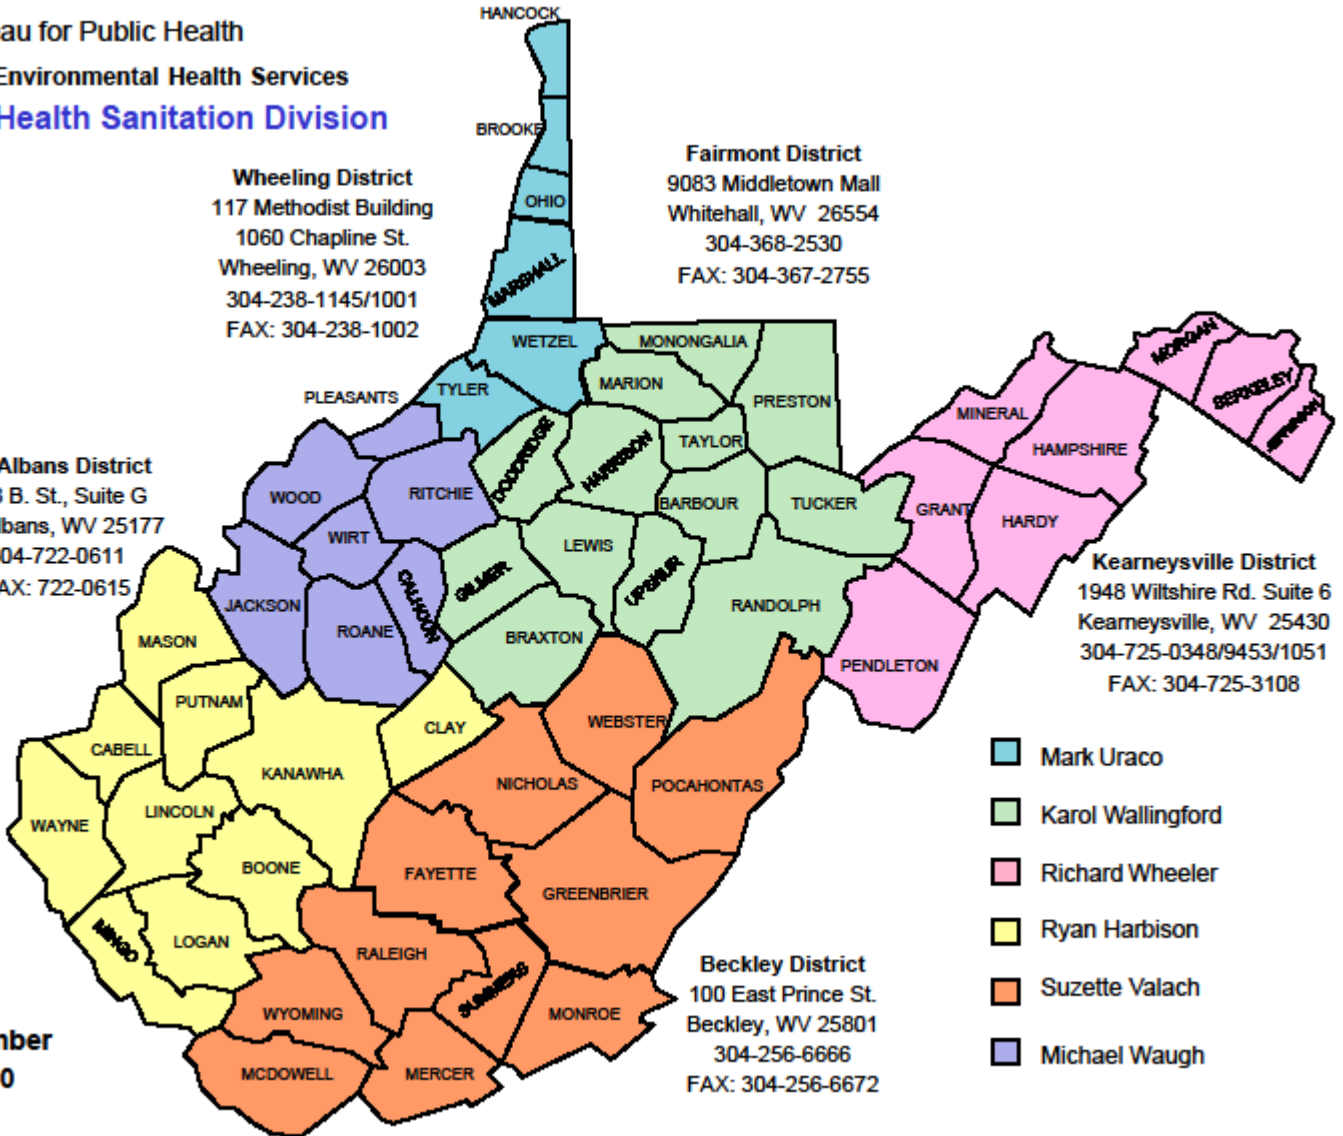 au for Public Health
Environmental Health Services
Health Sanitation Division
Wheeling District
117 Methodist Building
1060 Chapline St.
Wheeling, WV 26003
304-238-1145/1001
FAX: 304-238-1002
Fairmont District
9083 Middletown Mall
Whitehall, WV 26554
304-368-2530
FAX: 304-367-2755
Albans District
B. St., Suite G
lbans, WV 25177
04-722-0611
AX: 722-0615
Kearneysville District
1948 Wiltshire Rd. Suite 6
Kearneysville, WV 25430
304-725-0348/9453/1051
FAX: 304-725-3108
Beckley District
100 East Prince St.
Beckley, WV 25801
304-256-6666
FAX: 304-256-6672
HANCOCK
BROOKE
OHIO
MARSHALL
WETZEL
TYLER
PLEASANTS
MONONGALIA
MARION
PRESTON
TAYLOR
DODDRIDGE
HARRISON
BARBOUR
TUCKER
WOOD
RITCHIE
WIRT
CALHOUN
GILMER
LEWIS
UPSHUR
RANDOLPH
JACKSON
ROANE
BRAXTON
MINERAL
HAMPSHIRE
MORGAN
BERKELEY
GRANT
HARDY
PENDLETON
MASON
PUTNAM
CABELL
KANAWHA
CLAY
WEBSTER
NICHOLAS
POCAHONTAS
WAYNE
LINCOLN
BOONE
FAYETTE
GREENBRIER
MINGO
LOGAN
RALEIGH
SUMMERS
MONROE
WYOMING
MCDOWELL
MERCER
Mark Uraco
Karol Wallingford
Richard Wheeler
Ryan Harbison
Suzette Valach
Michael Waugh
mber
0